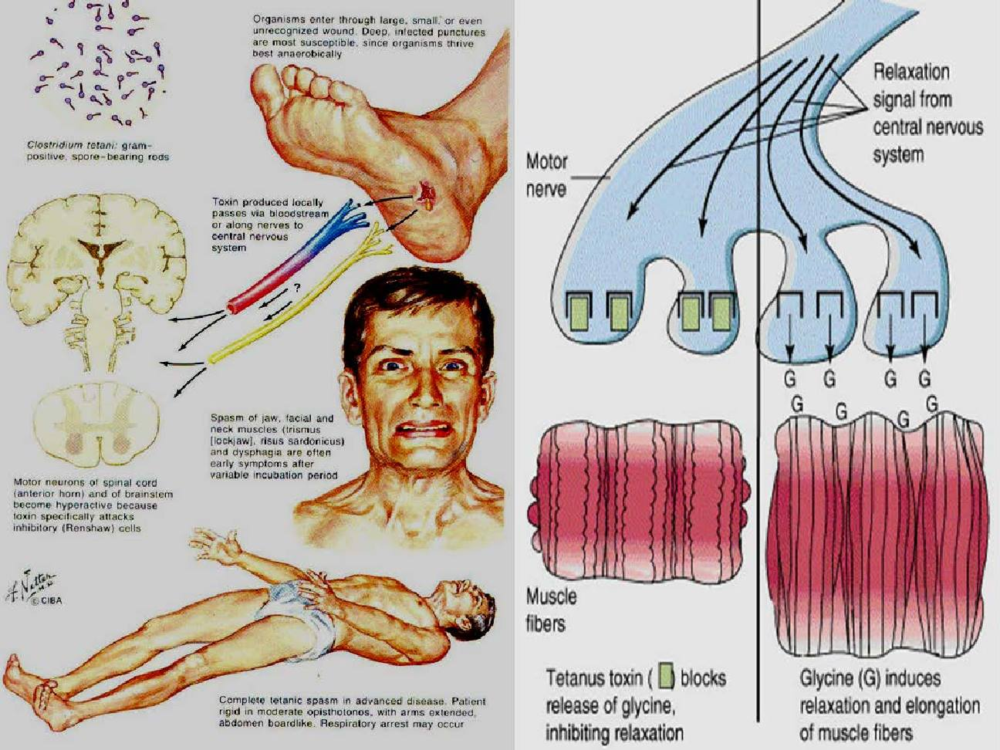 Organisms enter through large, small, or even
unrecognized wound. Deep, infected punctures
are most susceptible, since organisms thrive
best anaerobically
Clostridium tetani: gram-
positive, spore-bearing rods
Toxin produced locally
passes via bloodstream
or along nerves to
central nervous
system
?
Spasm of jaw, facial and
neck muscles (trismus
[lockjaw], risus sardonicus)
and dysphagia are often
early symptoms after
variable incubation period
Motor neurons of spinal cord
(anterior horn) and of brainstem
become hyperactive because
toxin specifically attacks
inhibitory (Renshaw) cells
F. Netter
M.D.
© CIBA
Complete tetanic spasm in advanced disease. Patient
rigid in moderate opisthotonos, with arms extended,
abdomen boardlike. Respiratory arrest may occur
Relaxation
signal from
central nervous
system
Motor
nerve
G G G G
G G G G
Muscle
fibers
Tetanus toxin ( ) blocks
release of glycine,
inhibiting relaxation
Glycine (G) induces
relaxation and elongation
of muscle fibers